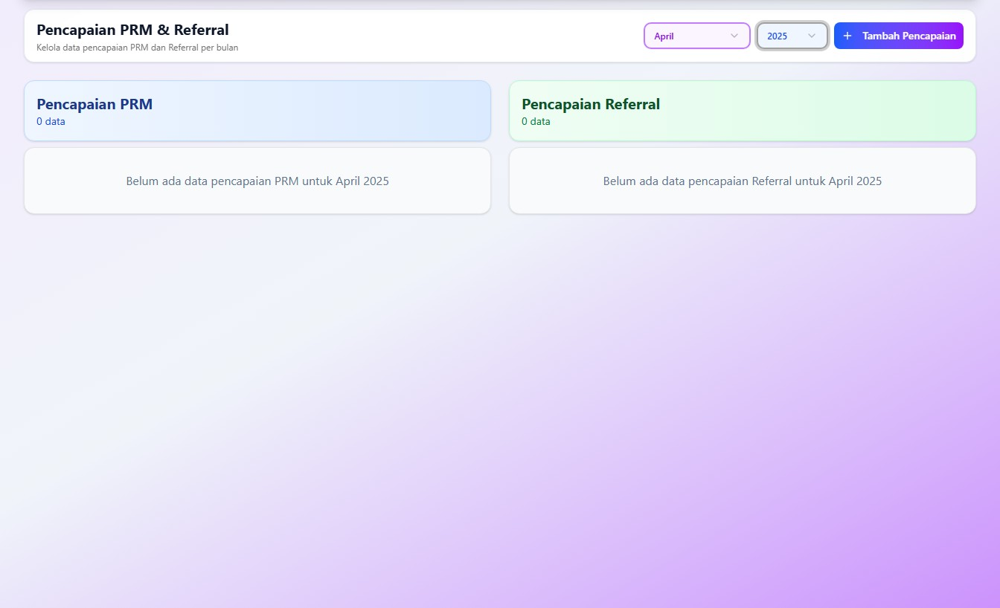 Pencapaian PRM & Referral
Kelola data pencapaian PRM dan Referral per bulan
April
2025
Tambah Pencapaian
Pencapaian PRM
0 data
Belum ada data pencapaian PRM untuk April 2025
Pencapaian Referral
0 data
Belum ada data pencapaian Referral untuk April 2025